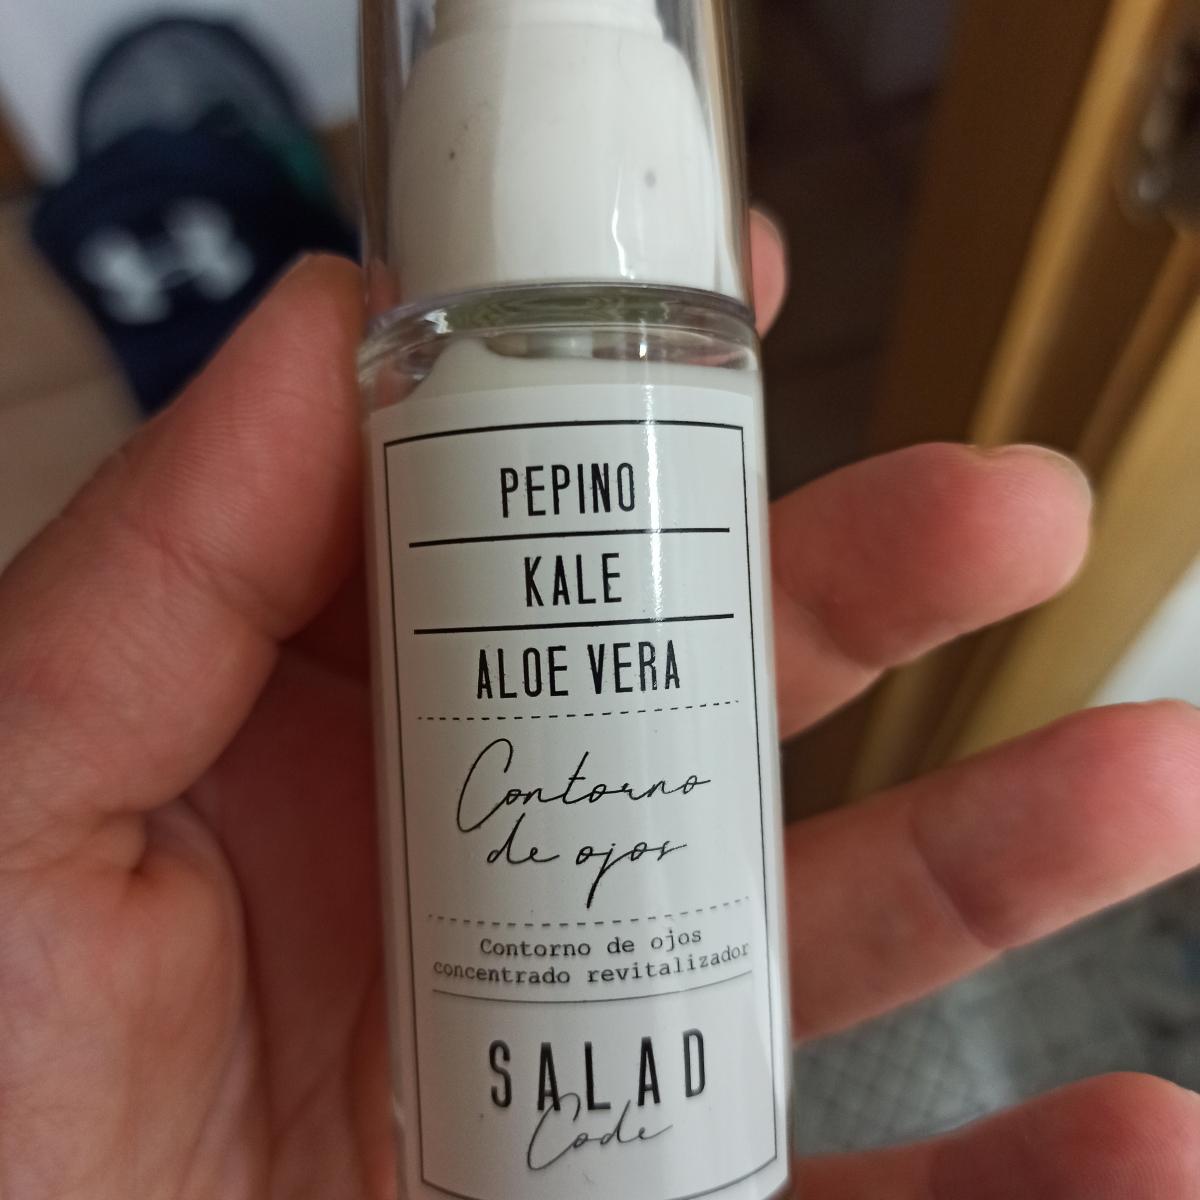 PEPINO
KALE
ALOE VERA
Contorno
de ojos
Contorno de ojos
concentrado revitalizador
SALAD
Code